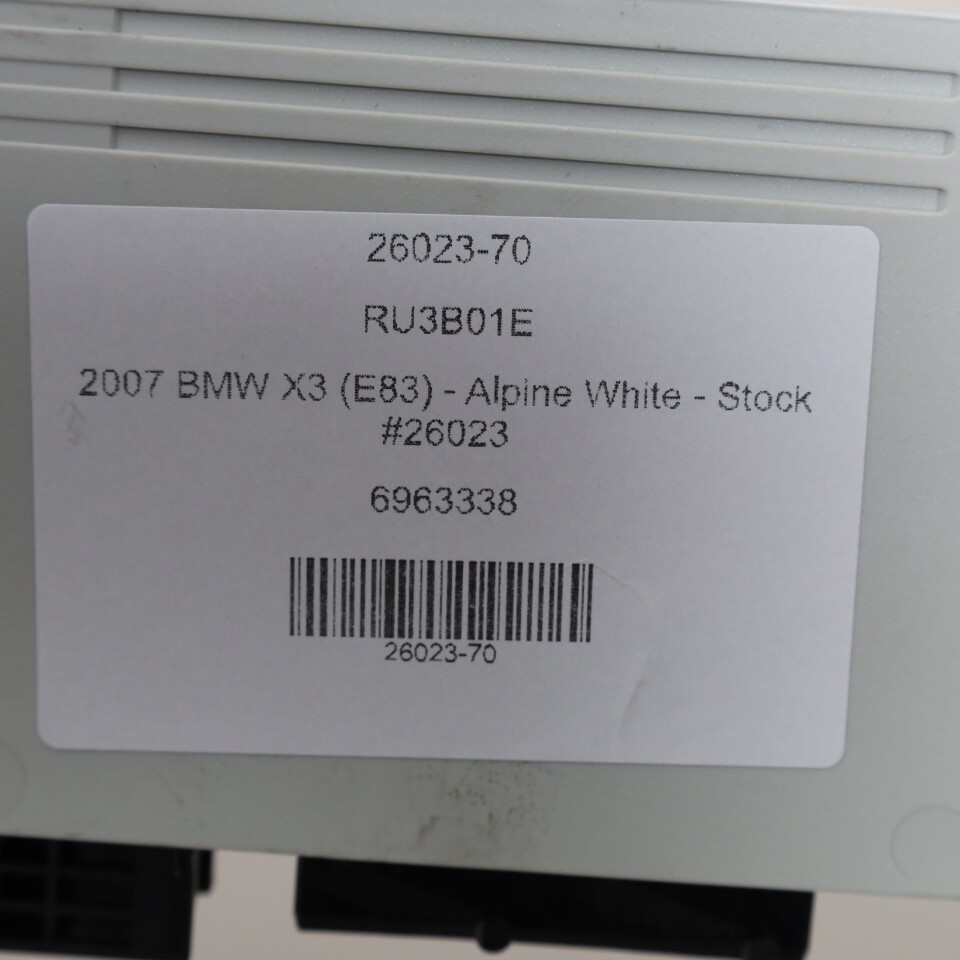 26023-70
RU3B01E
2007 BMW X3 (E83) - Alpine White - Stock
#26023
6963338
26023-70